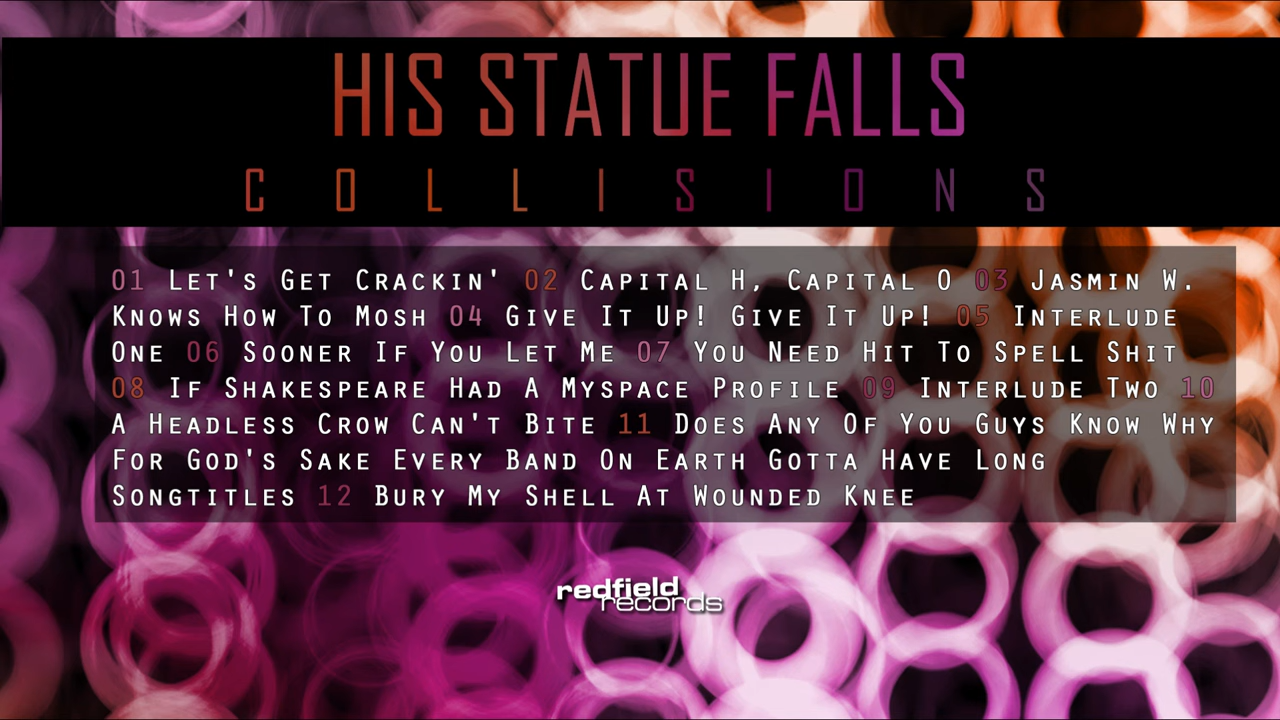 HIS STATUE FALLS
COLLISIONS
01 Let's Get Crackin' 02 Capital H, Capital O 03 Jasmin W.
Knows How To Mosh 04 Give It Up! Give It Up! 05 Interlude
One 06 Sooner If You Let Me 07 You Need Hit To Spell Shit
08 If Shakespeare Had A Myspace Profile 09 Interlude Two 10
A Headless Crow Can't Bite 11 Does Any Of You Guys Know Why
For God's Sake Every Band On Earth Gotta Have Long
Songtitles 12 Bury My Shell At Wounded Knee
redfield
records